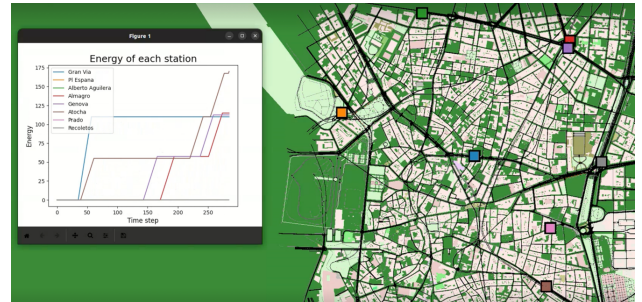 Figure 1
Energy of each station
Gran Via
Pl Espana
Alberto Aguilera
Almagro
Genova
Atocha
Prado
Recoletos
175
150
125
100
75
50
25
0
Energy
0 50 100 150 200 250
Time step